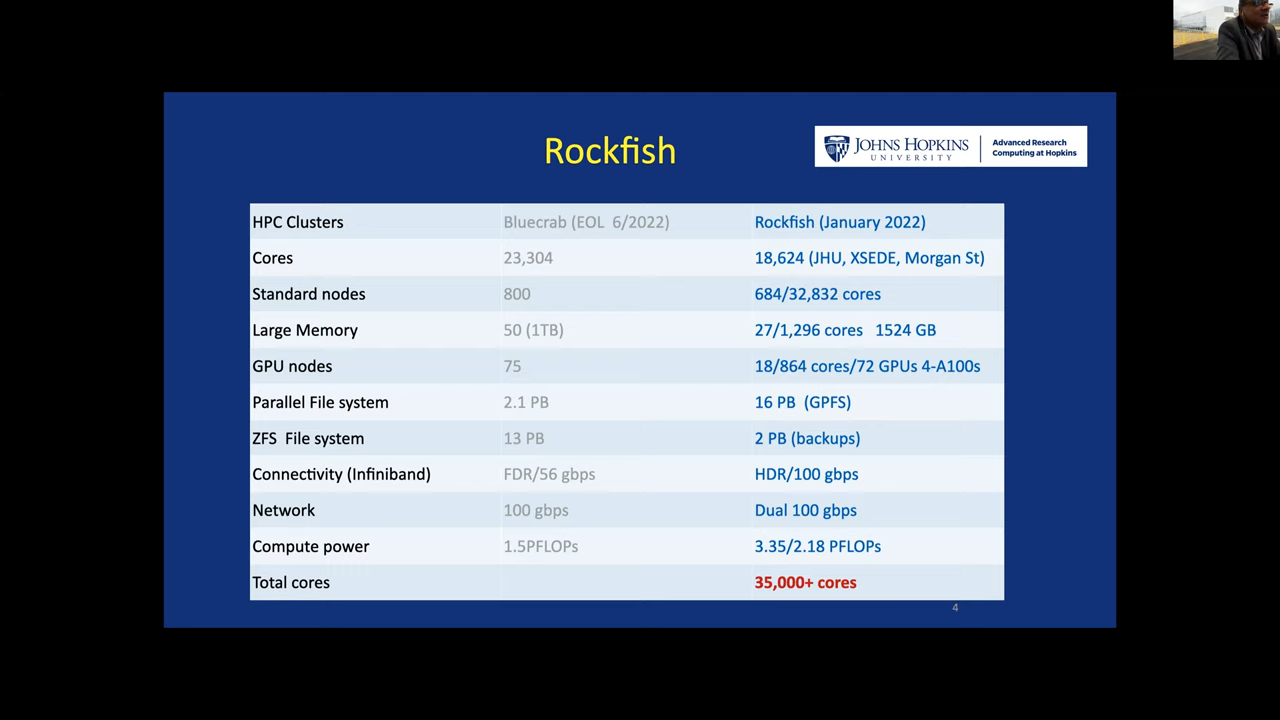 Rockfish
JOHNS HOPKINS
UNIVERSITY
Advanced Research
Computing at Hopkins
HPC Clusters Bluecrab (EOL 6/2022) Rockfish (January 2022)
Cores 23,304 18,624 (JHU, XSEDE, Morgan St)
Standard nodes 800 684/32,832 cores
Large Memory 50 (1TB) 27/1,296 cores 1524 GB
GPU nodes 75 18/864 cores/72 GPUs 4-A100s
Parallel File system 2.1 PB 16 PB (GPFS)
ZFS File system 13 PB 2 PB (backups)
Connectivity (Infiniband) FDR/56 gbps HDR/100 gbps
Network 100 gbps Dual 100 gbps
Compute power 1.5PFLOPs 3.35/2.18 PFLOPs
Total cores 35,000+ cores
4